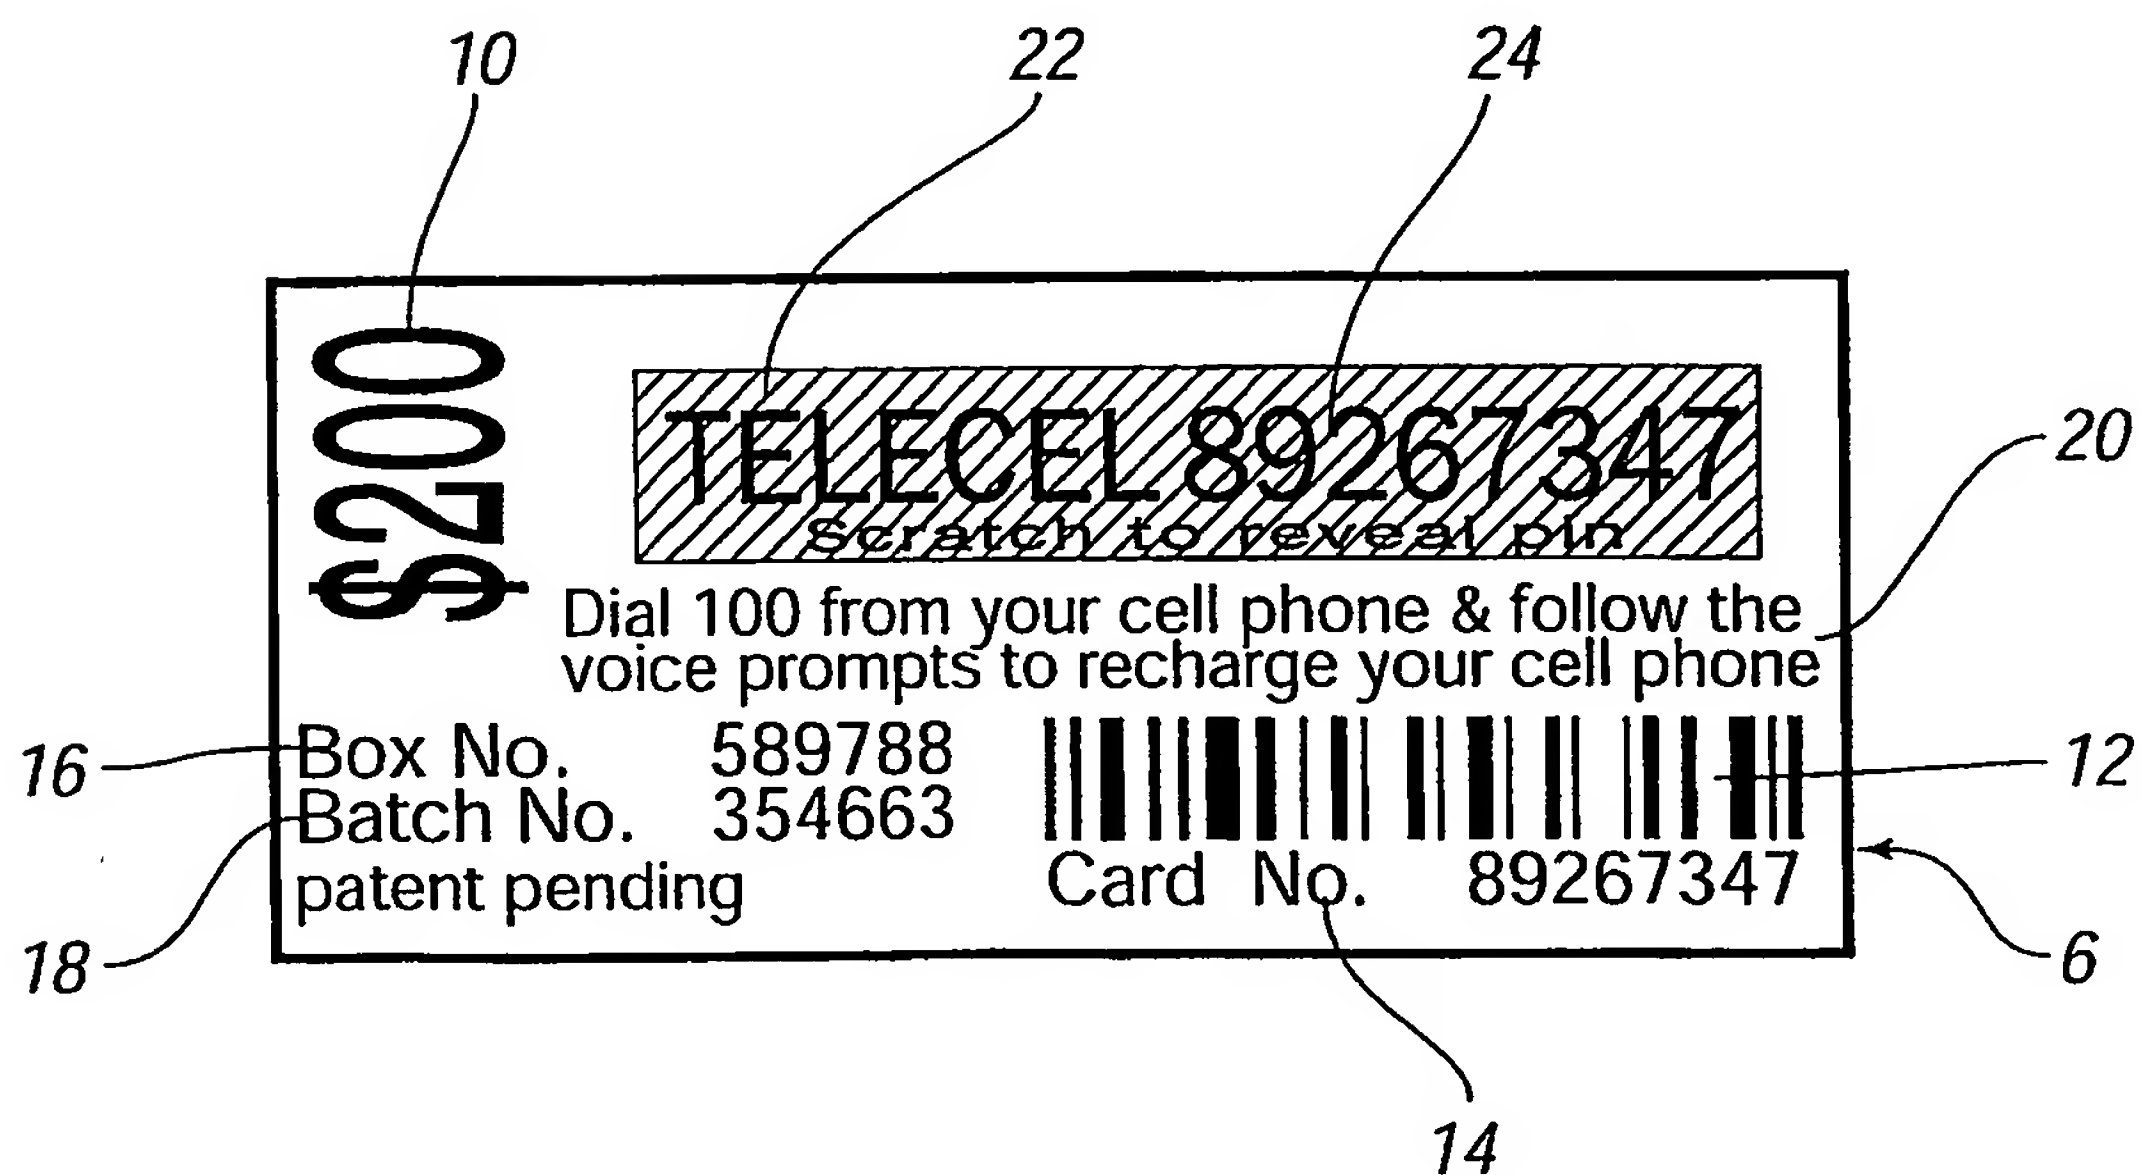 10 22 24
$200
TELECEL 89267347
Scratch to reveal pin
20
Dial 100 from your cell phone & follow the
voice prompts to recharge your cell phone
16 Box No. 589788
12
Batch No. 354663
patent pending
Card No. 89267347
18
6
14